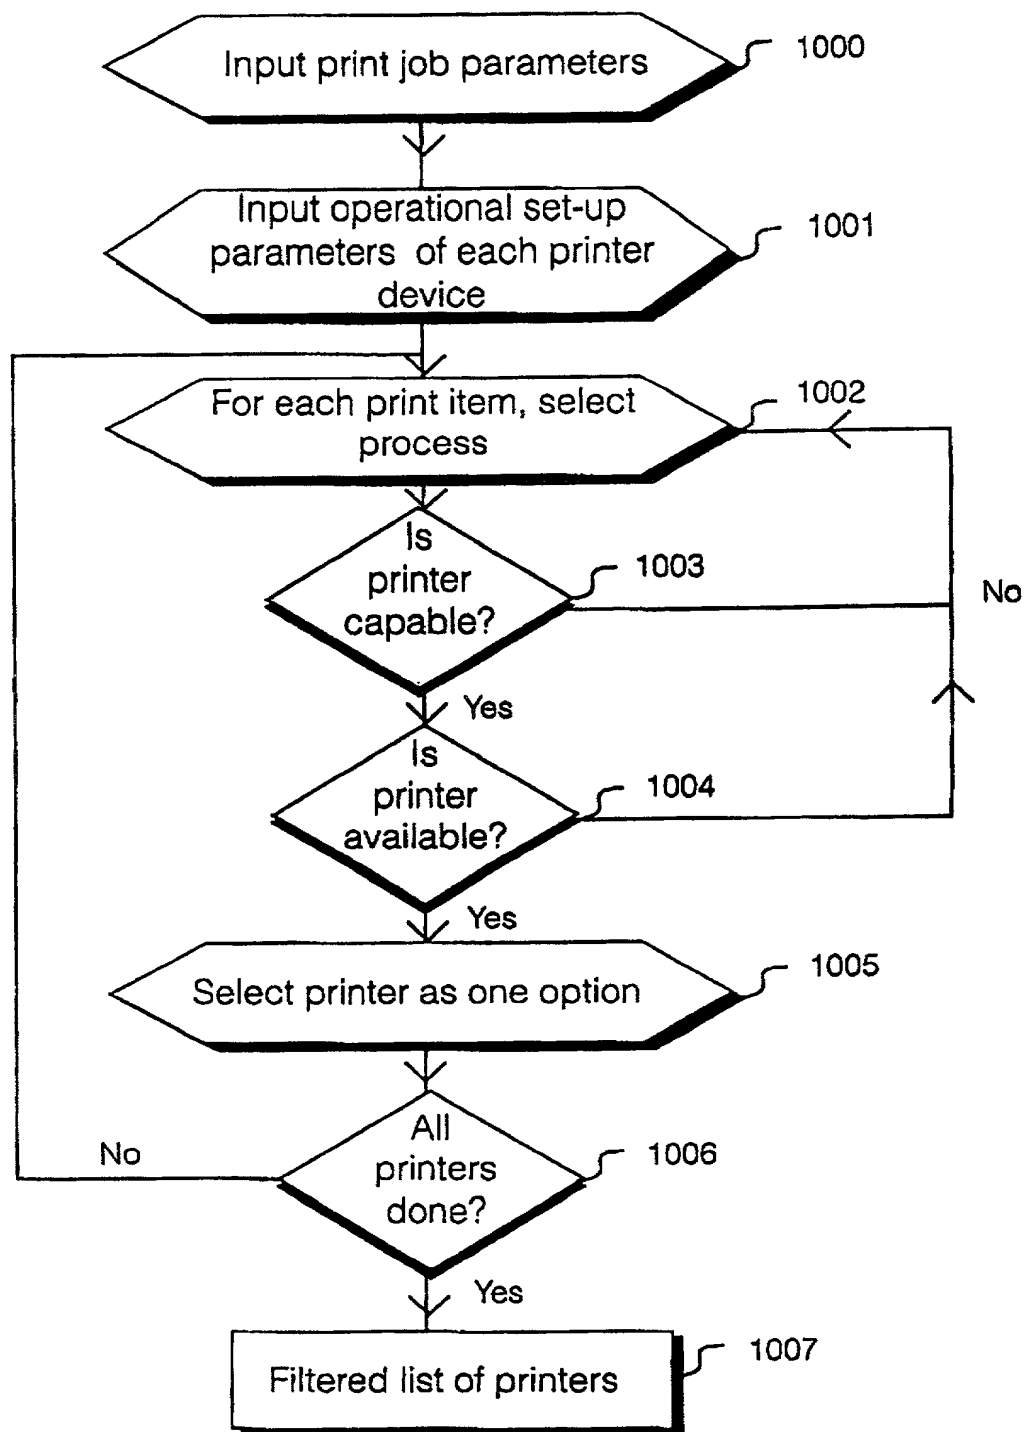 Input print job parameters
1000
Input operational set-up
parameters of each printer
device
1001
For each print item, select
process
1002
Is
printer
capable?
1003
No
Yes
Is
printer
available?
1004
Yes
Select printer as one option
1005
All
printers
done?
1006
No
Yes
Filtered list of printers
1007